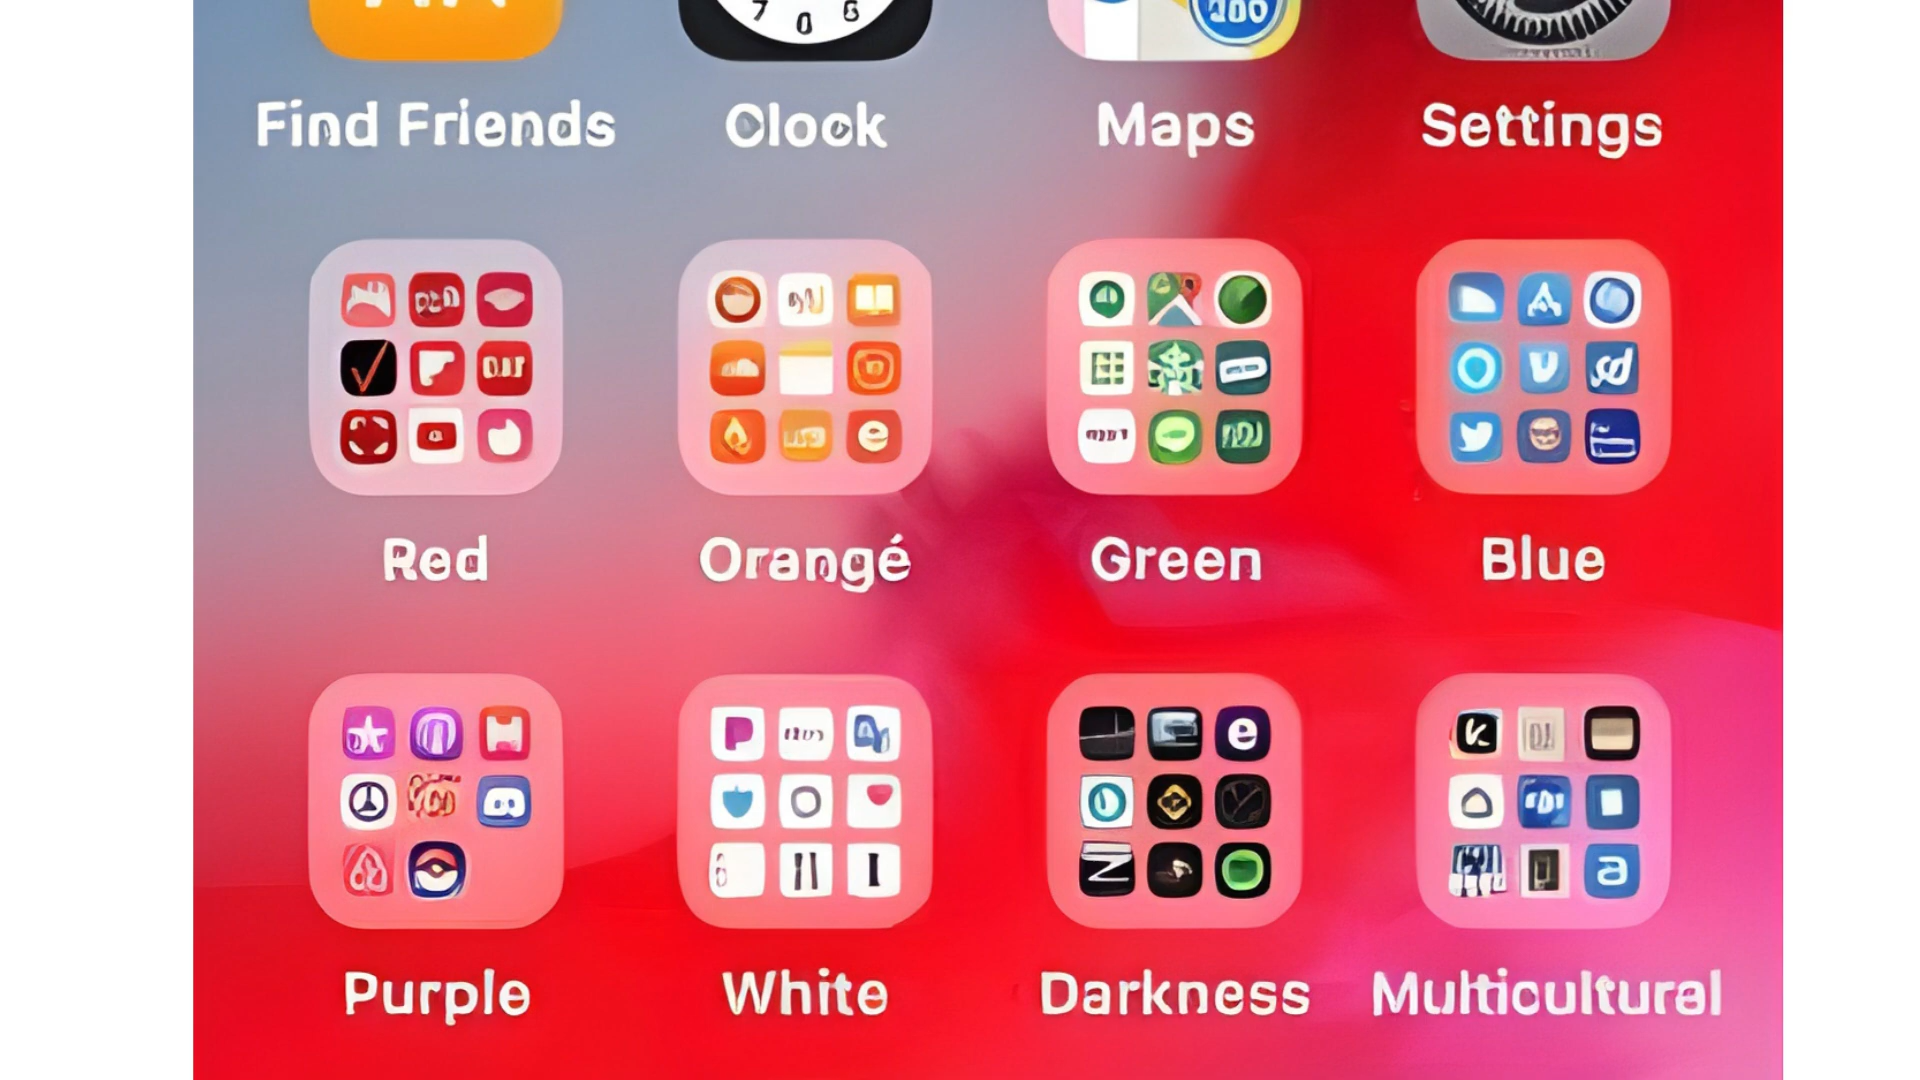 Find Friends
Clock
Maps
Settings
Red
Orangé
Green
Blue
Purple
White
Darkness
Multicultural